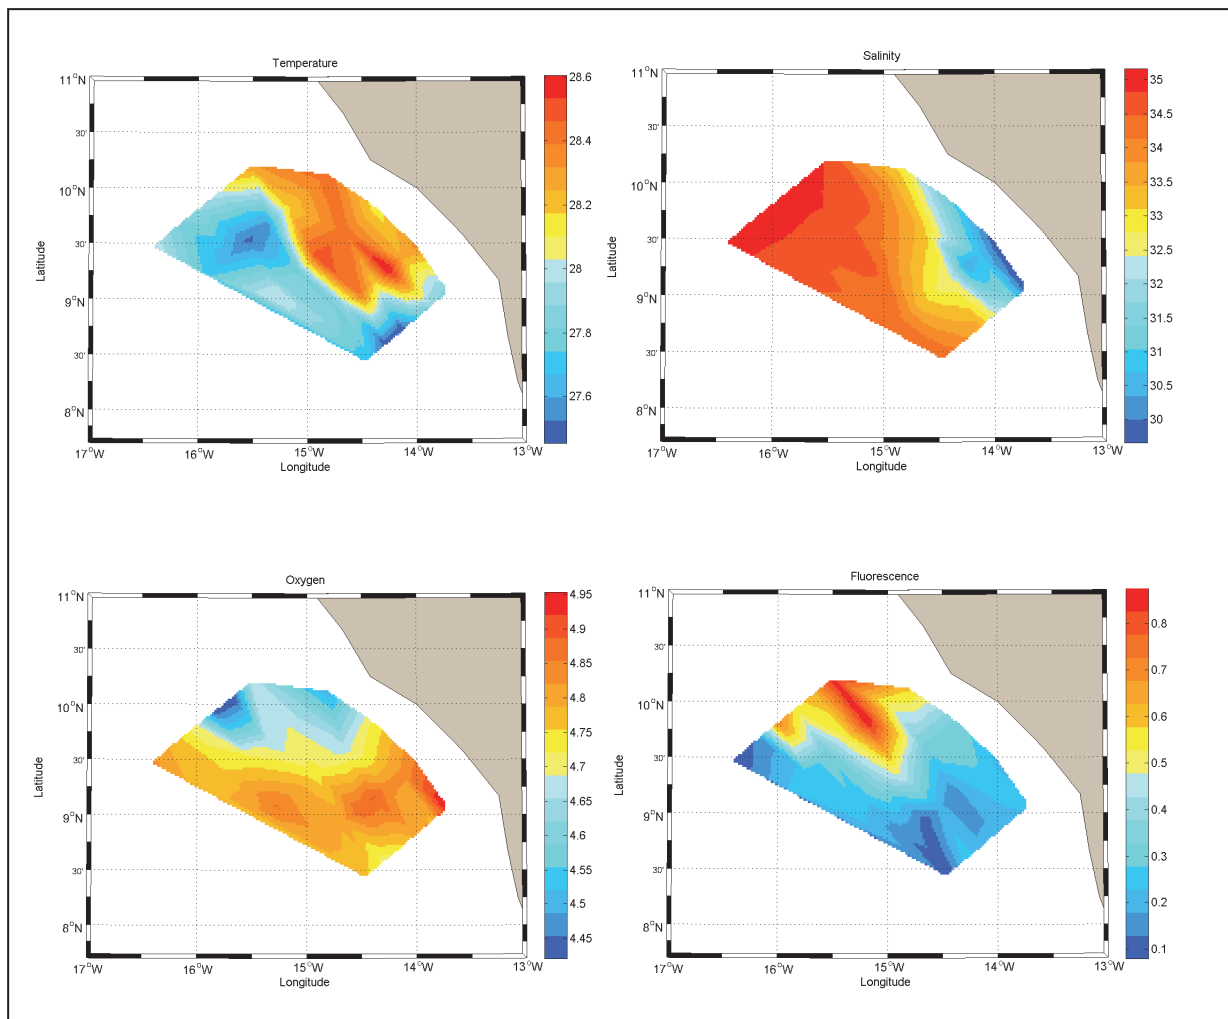 Temperature
11°N
30'
10°N
30'
9°N
30'
8°N
17°W
16°W
15°W
14°W
13°W
Latitude
Longitude
28.6
28.4
28.2
28
27.8
27.6
Salinity
11°N
30'
10°N
30'
9°N
30'
8°N
17°W
16°W
15°W
14°W
13°W
Latitude
Longitude
35
34.5
34
33.5
33
32.5
32
31.5
31
30.5
30
Oxygen
11°N
30'
10°N
30'
9°N
30'
8°N
17°W
16°W
15°W
14°W
13°W
Latitude
Longitude
4.95
4.9
4.85
4.8
4.75
4.7
4.65
4.6
4.55
4.5
4.45
Fluorescence
11°N
30'
10°N
30'
9°N
30'
8°N
17°W
16°W
15°W
14°W
13°W
Latitude
Longitude
0.8
0.7
0.6
0.5
0.4
0.3
0.2
0.1